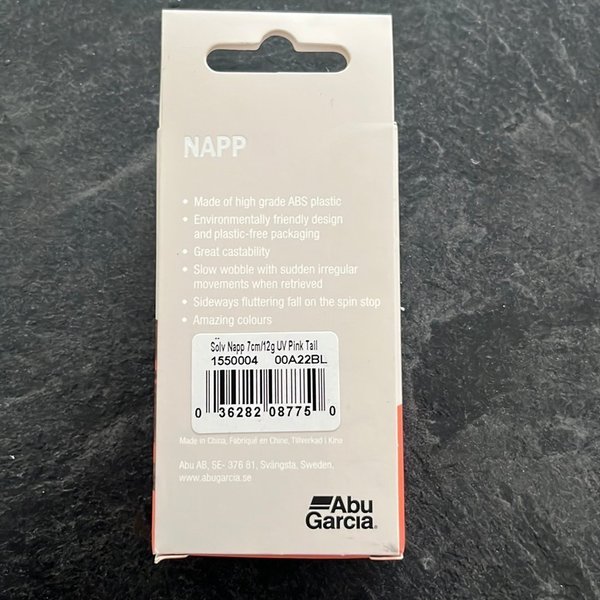 NAPP
• Made of high grade ABS plastic
• Environmentally friendly design
and plastic-free packaging
• Great castability
• Slow wobble with sudden irregular
movements when retrieved
• Sideways fluttering fall on the spin stop
• Amazing colours
Sölv Napp 7cm/12g UV Pink Tail
1550004 00A22BL
0 36282 08775 0
Made in China, Fabriqué en Chine, Tillverkad i Kina
Abu AB, SE- 376 81, Svängsta, Sweden.
www.abugarcia.se
Abu
Garcia®